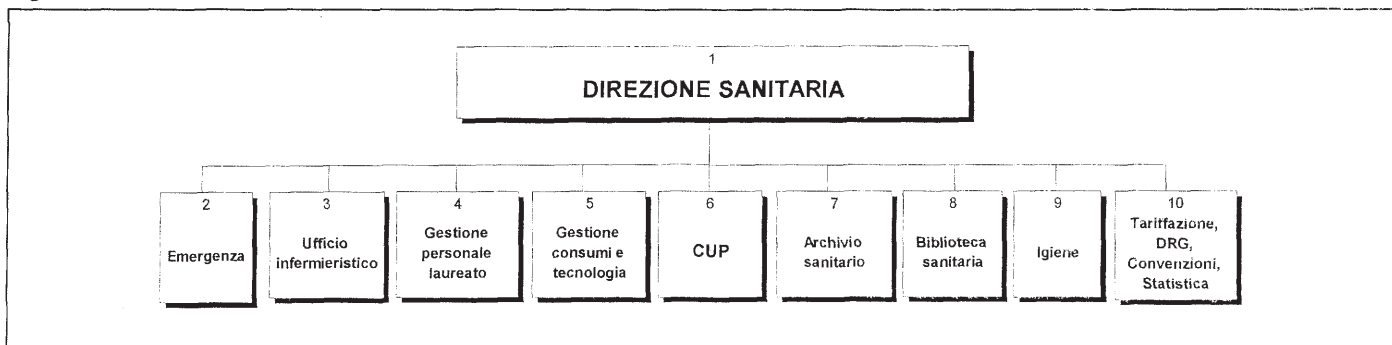 1
DIREZIONE SANITARIA
2
Emergenza
3
Ufficio
infermieristico
4
Gestione
personale
laureato
5
Gestione
consumi e
tecnologia
6
CUP
7
Archivio
sanitario
8
Biblioteca
sanitaria
9
Igiene
10
Tariffazione,
DRG,
Convenzioni,
Statistica